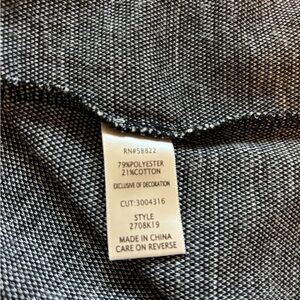 RN#58822
79%POLYESTER
21%COTTON
EXCLUSIVE OF DECORATION
CUT:3004316
STYLE
2708K19
MADE IN CHINA
CARE ON REVERSE